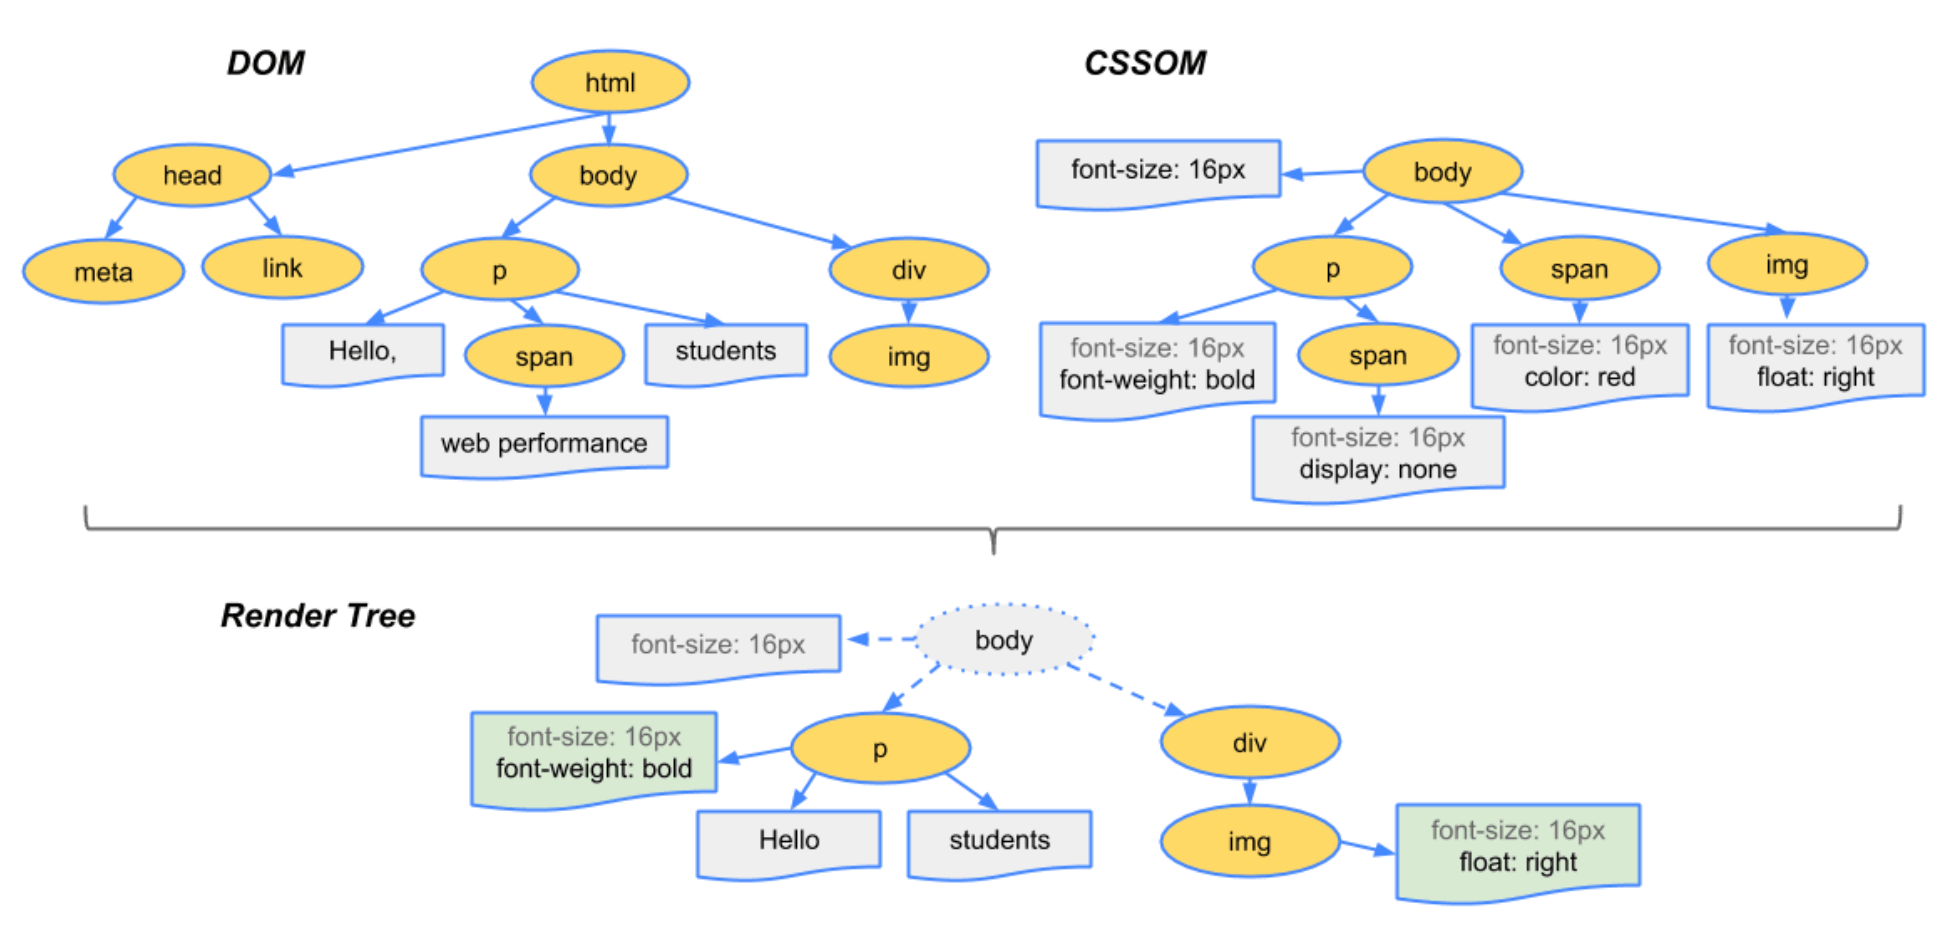 DOM
html
head
body
meta
link
p
div
Hello,
span
students
img
web performance
CSSOM
font-size: 16px
body
p
span
img
font-size: 16px
font-weight: bold
span
font-size: 16px
color: red
font-size: 16px
float: right
font-size: 16px
display: none
Render Tree
font-size: 16px
body
font-size: 16px
font-weight: bold
p
div
Hello
students
img
font-size: 16px
float: right